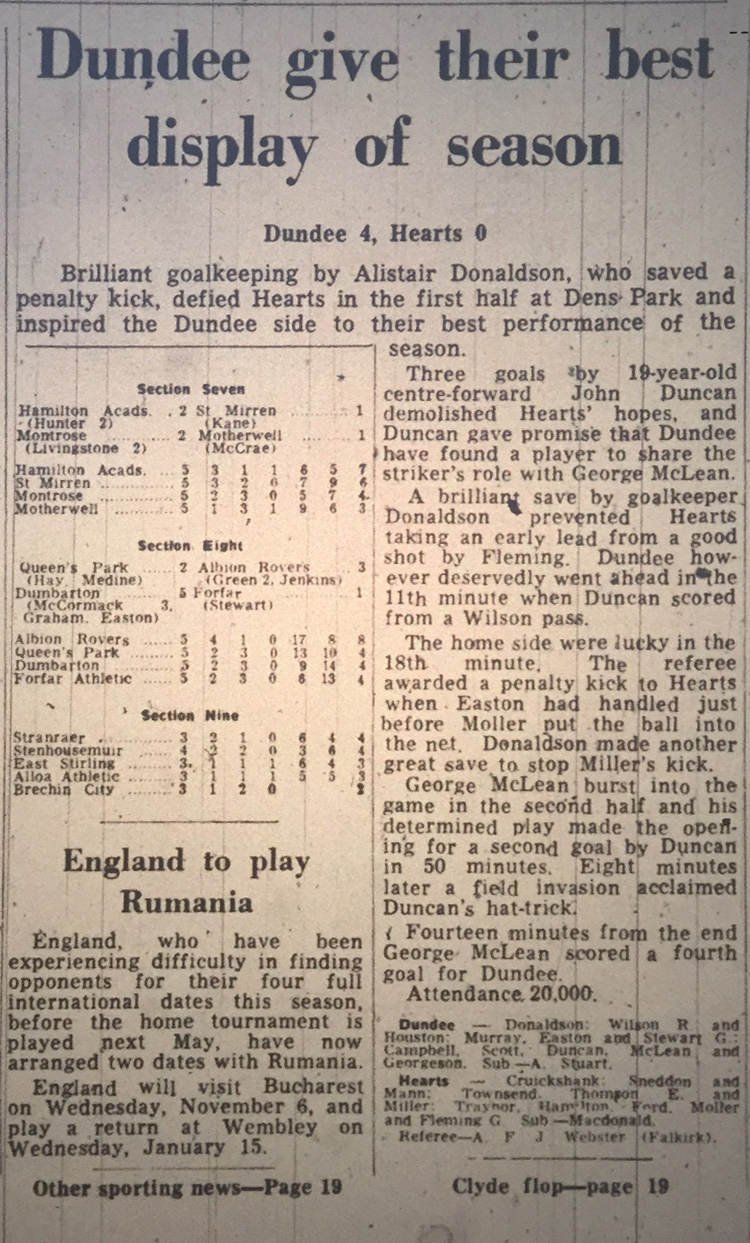 Dundee give their best
display of season
Dundee 4, Hearts 0
Brilliant goalkeeping by Alistair Donaldson, who saved a
penalty kick, defied Hearts in the first half at Dens Park and
inspired the Dundee side to their best performance of the
season.
Three goals by 19-year-old
centre-forward John Duncan
demolished Hearts' hopes, and
Duncan gave promise that Dundee
have found a player to share the
striker's role with George McLean.
A brilliant save by goalkeeper
Donaldson prevented Hearts
taking an early lead from a good
shot by Fleming. Dundee how-
ever deservedly went ahead in the
11th minute when Duncan scored
from a Wilson pass.
The home side were lucky in the
18th minute. The referee
awarded a penalty kick to Hearts
when Easton had handled just
before Moller put the ball into
the net. Donaldson made another
great save to stop Miller's kick.
George McLean burst into the
game in the second half and his
determined play made the open-
ing for a second goal by Duncan
in 50 minutes. Eight minutes
later a field invasion acclaimed
Duncan's hat-trick.
Fourteen minutes from the end
George McLean scored a fourth
goal for Dundee.
Attendance 20,000.
Dundee — Donaldson: Wilson R and
Houston: Murray, Easton and Stewart G.:
Campbell, Scott, Duncan, McLean and
Georgeson. Sub—A. Stuart.
Hearts — Cruickshank: Sneddon and
Mann: Townsend, Thomson E. and
Miller: Traynor, Hamilton, Ford, Moller
and Fleming G. Sub—Macdonald.
Referee—A. F J Webster (Falkirk).
Clyde flop—page 19
Section Seven
Hamilton Acads. . 2 St Mirren ........ 1
(Hunter 2) (Kane)
Montrose ........ 2 Motherwell .... 1
(Livingstone 2) (McCrae)
Hamilton Acads. ... 5 3 1 1 6 5 7
St Mirren ........ 5 3 2 0 7 9 6
Montrose ........ 5 2 3 0 5 7 4
Motherwell ........ 5 1 3 1 9 6 3
Section Eight
Queen's Park ...... 2 Albion Rovers ... 3
(Hay, Medine) (Green 2, Jenkins)
Dumbarton ........ 5 Forfar ........ 1
(McCormack 3, (Stewart)
Graham, Easton)
Albion Rovers ...... 5 4 1 0 17 8 8
Queen's Park ...... 5 2 3 0 13 10 4
Dumbarton ........ 5 2 3 0 9 14 4
Forfar Athletic ...... 5 2 3 0 6 13 4
Section Nine
Stranraer ........ 3 2 1 0 6 4 4
Stenhousemuir ...... 4 2 2 0 3 6 4
East Stirling ...... 3 1 1 1 6 4 3
Alloa Athletic ...... 3 1 1 1 5 5 3
Brechin City ...... 3 1 2 0 2
England to play
Rumania
England, who have been
experiencing difficulty in finding
opponents for their four full
international dates this season,
before the home tournament is
played next May, have now
arranged two dates with Rumania.
England will visit Bucharest
on Wednesday, November 6, and
play a return at Wembley on
Wednesday, January 15.
Other sporting news—Page 19